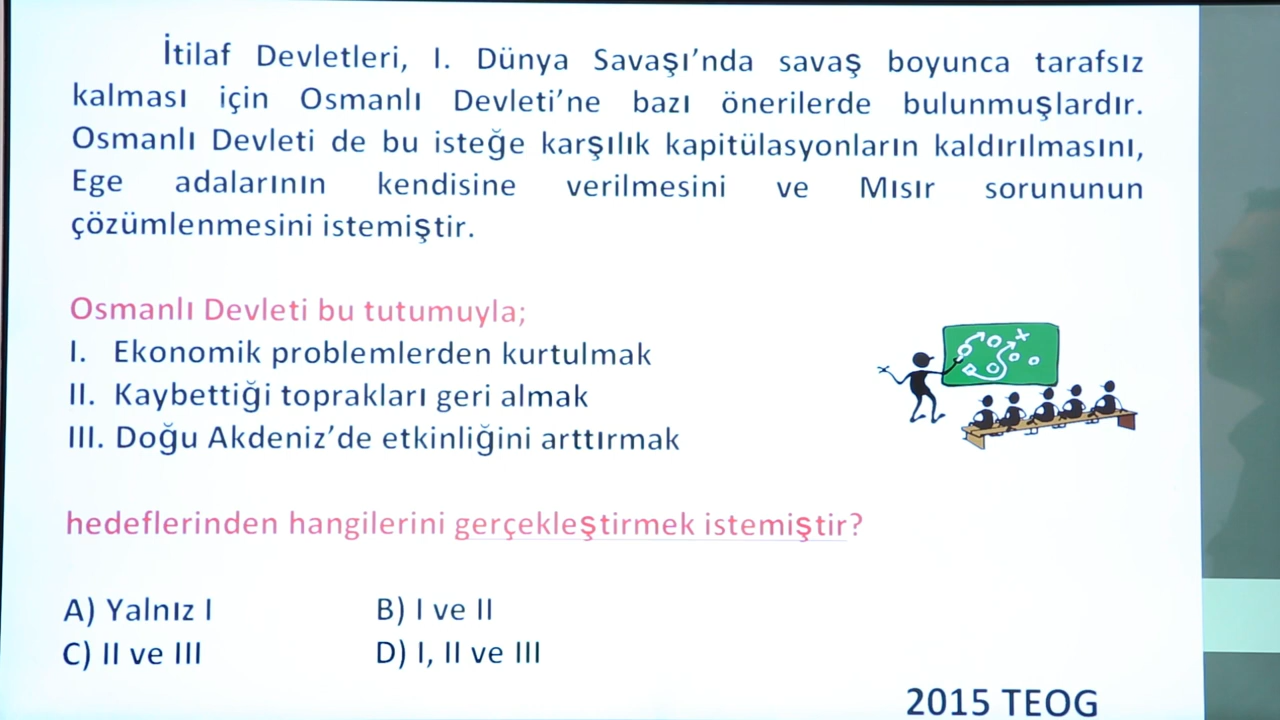 İtilaf Devletleri, I. Dünya Savaşı'nda savaş boyunca tarafsız
kalması için Osmanlı Devleti'ne bazı önerilerde bulunmuşlardır.
Osmanlı Devleti de bu isteğe karşılık kapitülasyonların kaldırılmasını,
Ege adalarının kendisine verilmesini ve Mısır sorununun
çözümlenmesini istemiştir.
Osmanlı Devleti bu tutumuyla;
I. Ekonomik problemlerden kurtulmak
II. Kaybettiği toprakları geri almak
III. Doğu Akdeniz'de etkinliğini arttırmak
hedeflerinden hangilerini gerçekleştirmek istemiştir?
A) Yalnız I B) I ve II
C) II ve III D) I, II ve III
2015 TEOG